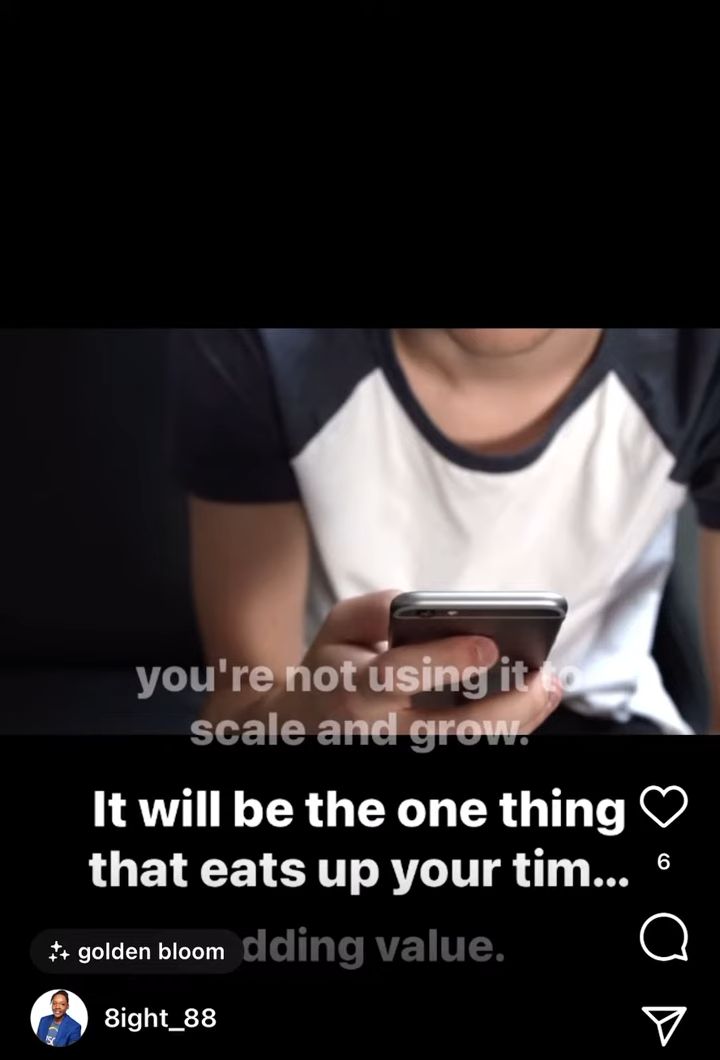 you're not using it to
scale and grow.
It will be the one thing
that eats up your tim...
6
golden bloom
dding value.
8ight_88